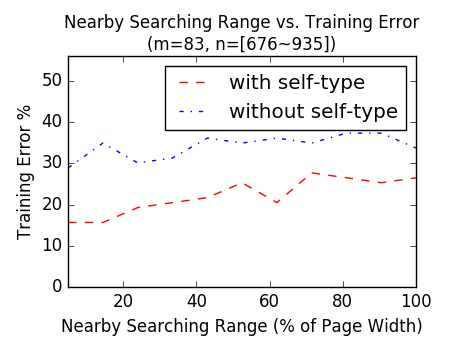 Nearby Searching Range vs. Training Error
(m=83, n=[676~935])
with self-type
without self-type
Training Error %
50
40
30
20
10
0
20
40
60
80
100
Nearby Searching Range (% of Page Width)